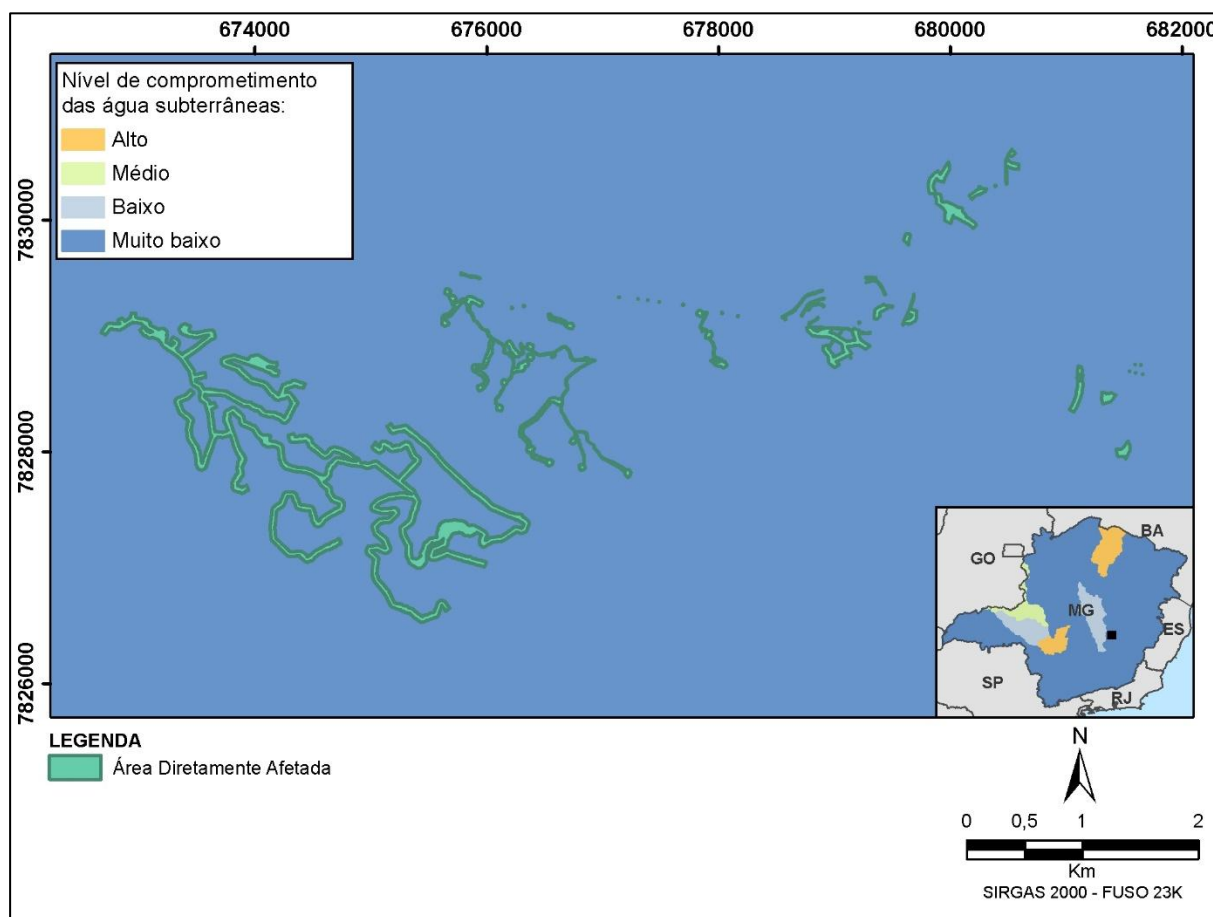 674000 676000 678000 680000 682000
Nível de comprometimento
das água subterrâneas:
Alto
Médio
Baixo
Muito baixo
7830000
7828000
7826000
BA
GO
MG
ES
SP
RJ
LEGENDA
Área Diretamente Afetada
N
0 0,5 1 2
Km
SIRGAS 2000 - FUSO 23K